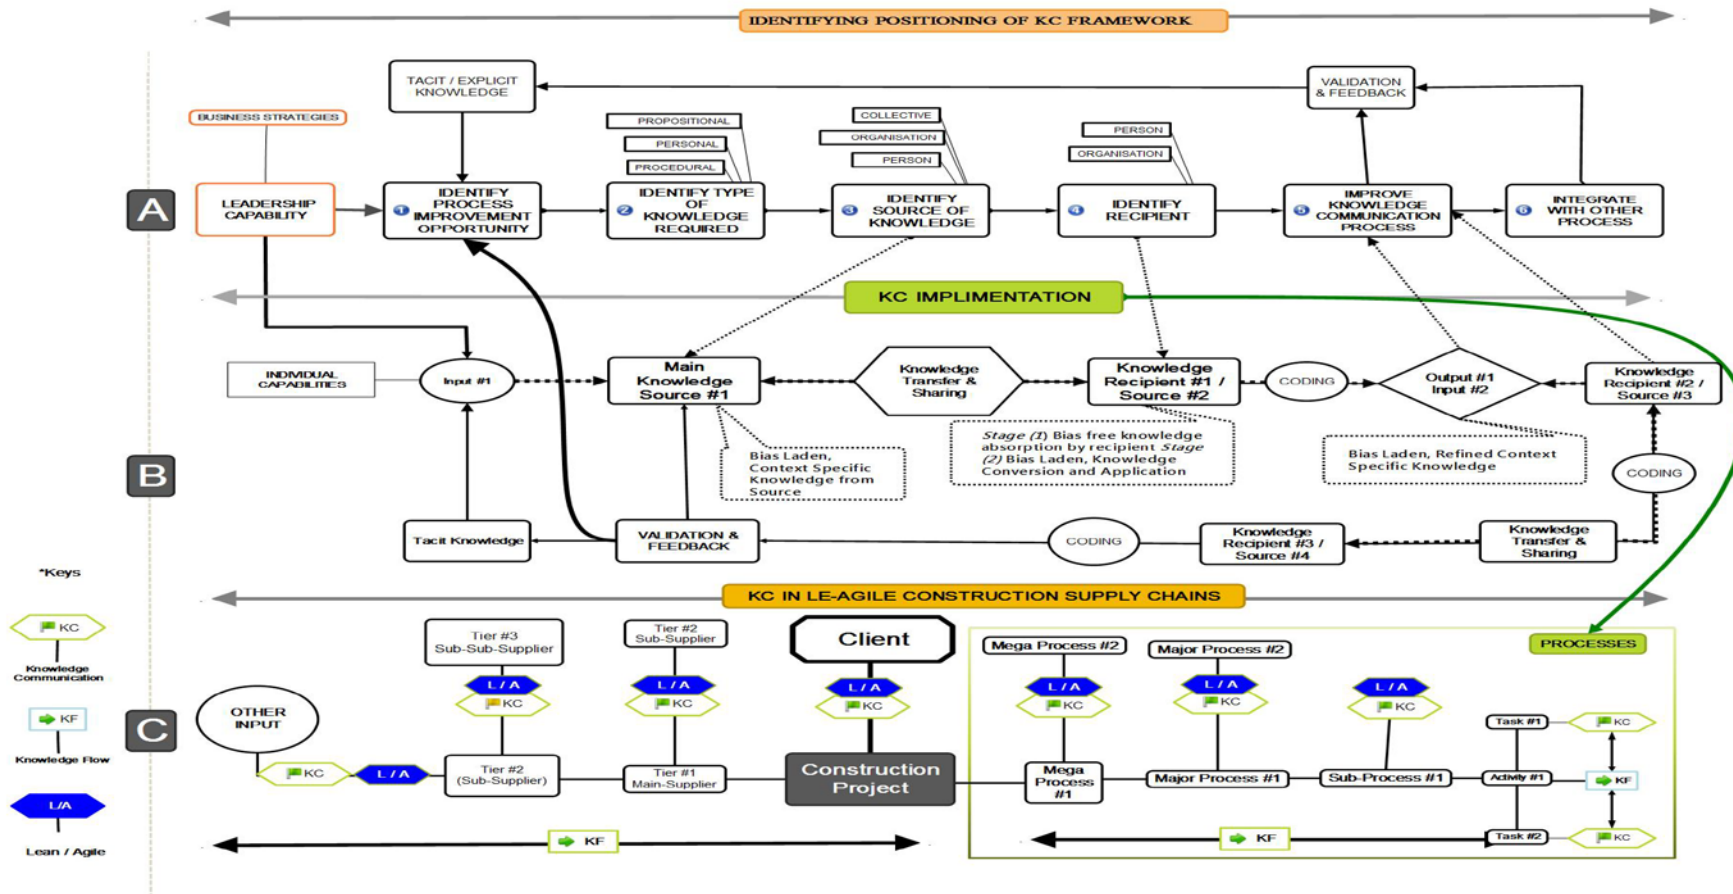 IDENTIFYING POSITIONING OF KC FRAMEWORK
TACIT / EXPLICIT
KNOWLEDGE
VALIDATION
& FEEDBACK
BUSINESS STRATEGIES
PROPOSITIONAL
PERSONAL
PROCEDURAL
COLLECTIVE
ORGANISATION
PERSON
PERSON
ORGANISATION
A
LEADERSHIP
CAPABILITY
1
IDENTIFY
PROCESS
IMPROVEMENT
OPPORTUNITY
2
IDENTIFY TYPE
OF
KNOWLEDGE
REQUIRED
3
IDENTIFY
SOURCE OF
KNOWLEDGE
4
IDENTIFY
RECIPIENT
5
IMPROVE
KNOWLEDGE
COMMUNICATION
PROCESS
6
INTEGRATE
WITH OTHER
PROCESS
KC IMPLIMENTATION
B
INDIVIDUAL
CAPABILITIES
Input #1
Main
Knowledge
Source #1
Knowledge
Transfer &
Sharing
Knowledge
Recipient #1 /
Source #2
CODING
Output #1
Input #2
Knowledge
Recipient #2 /
Source #3
Bias Laden,
Context Specific
Knowledge from
Source
Stage (1) Bias free knowledge
absorption by recipient Stage
(2) Bias Laden, Knowledge
Conversion and Application
Bias Laden, Refined Context
Specific Knowledge
CODING
Tacit Knowledge
VALIDATION &
FEEDBACK
CODING
Knowledge
Recipient #3 /
Source #4
Knowledge
Transfer &
Sharing
KC IN LE-AGILE CONSTRUCTION SUPPLY CHAINS
*Keys
KC
Knowledge
Communication
KF
Knowledge Flow
L/A
Lean / Agile
C
OTHER
INPUT
KC
L / A
Tier #3
Sub-Sub-Supplier
L / A
KC
Tier #2
(Sub-Supplier)
Tier #2
Sub-Supplier
L / A
KC
Tier #1
Main-Supplier
Client
L / A
KC
Construction
Project
KF
PROCESSES
Mega Process #2
L / A
KC
Mega
Process
#1
Major Process #2
L / A
KC
Major Process #1
L / A
KC
Sub-Process #1
Task #1
KC
Activity #1
KF
Task #2
KC
KF